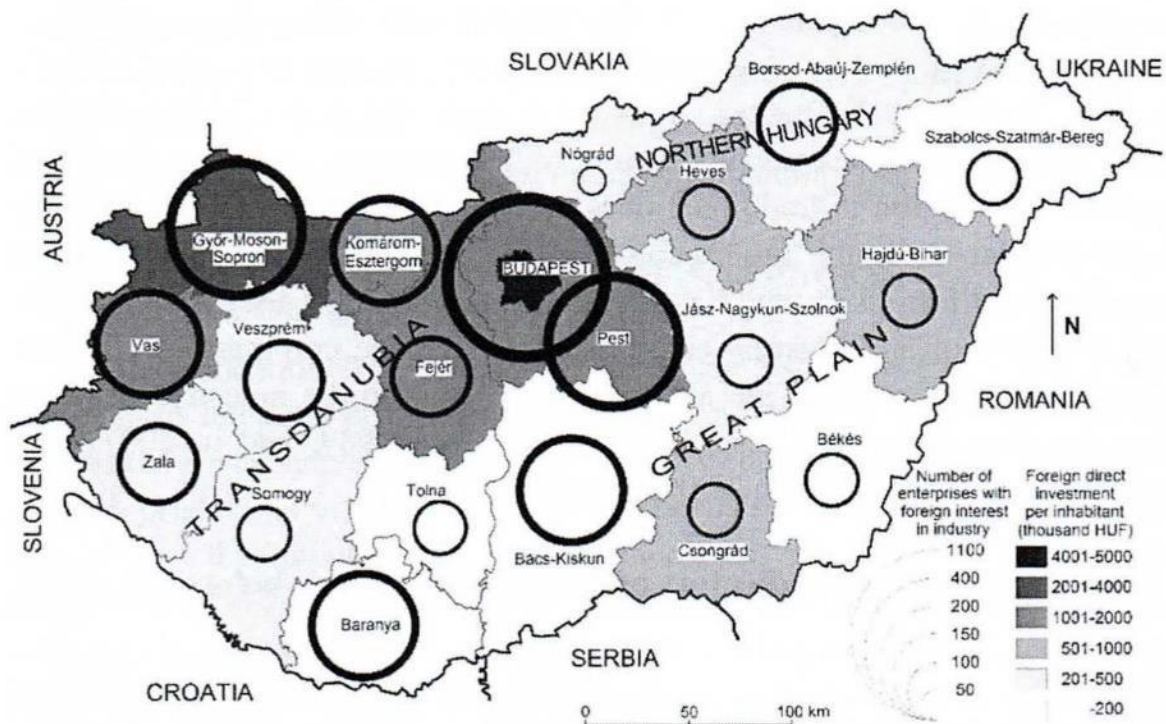 SLOVAKIA
UKRAINE
Borsod-Abaúj-Zemplén
NORTHERN HUNGARY
Szabolcs-Szatmár-Bereg
Nógrád
Heves
AUSTRIA
Győr-Moson-
Sopron
Komárom-
Esztergom
BUDAPEST
Hajdú-Bihar
Jász-Nagykun-Szolnok
Vas
Veszprém
Pest
Fejér
N
TRANSDANUBIA
GREAT PLAIN
ROMANIA
SLOVENIA
Zala
Somogy
Tolna
Békés
Bács-Kiskun
Csongrád
Baranya
SERBIA
CROATIA
Number of
enterprises with
foreign interest
in industry
1100
400
200
150
100
50
Foreign direct
investment
per inhabitant
(thousand HUF)
4001-5000
2001-4000
1001-2000
501-1000
201-500
-200
0 50 100 km